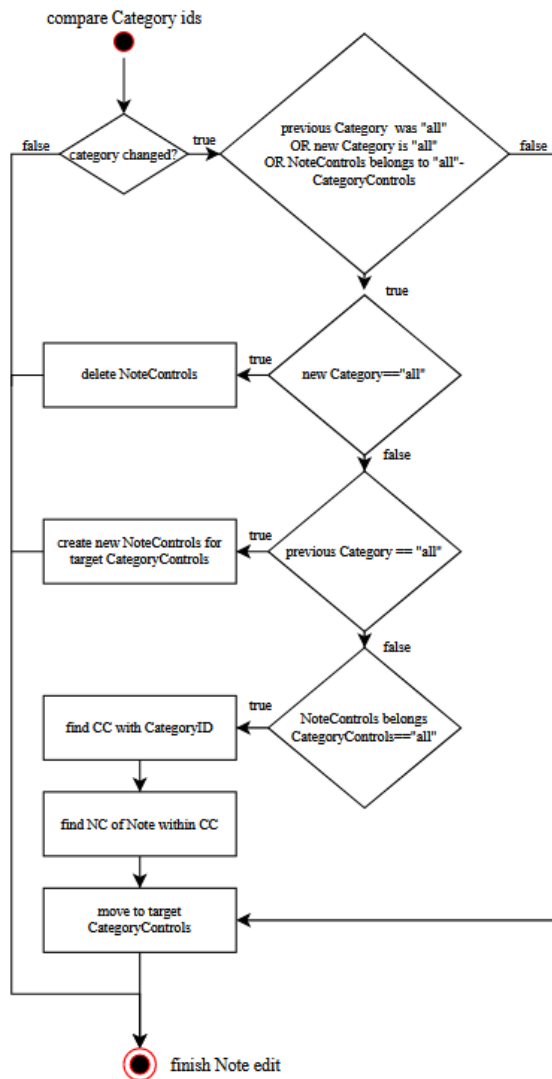 compare Category ids
false
category changed?
true
previous Category was "all"
OR new Category is "all"
OR NoteControls belongs to "all"-
CategoryControls
false
true
delete NoteControls
true
new Category=="all"
false
create new NoteControls for
target CategoryControls
true
previous Category == "all"
false
find CC with CategoryID
true
NoteControls belongs
CategoryControls=="all"
find NC of Note within CC
move to target
CategoryControls
finish Note edit